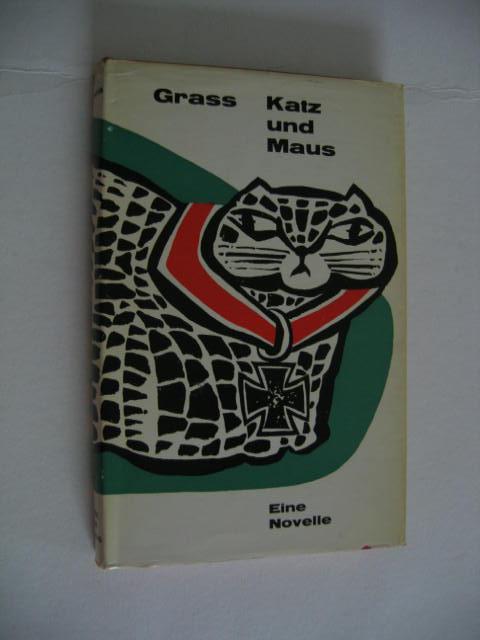 Grass
Katz
und
Maus
Eine
Novelle